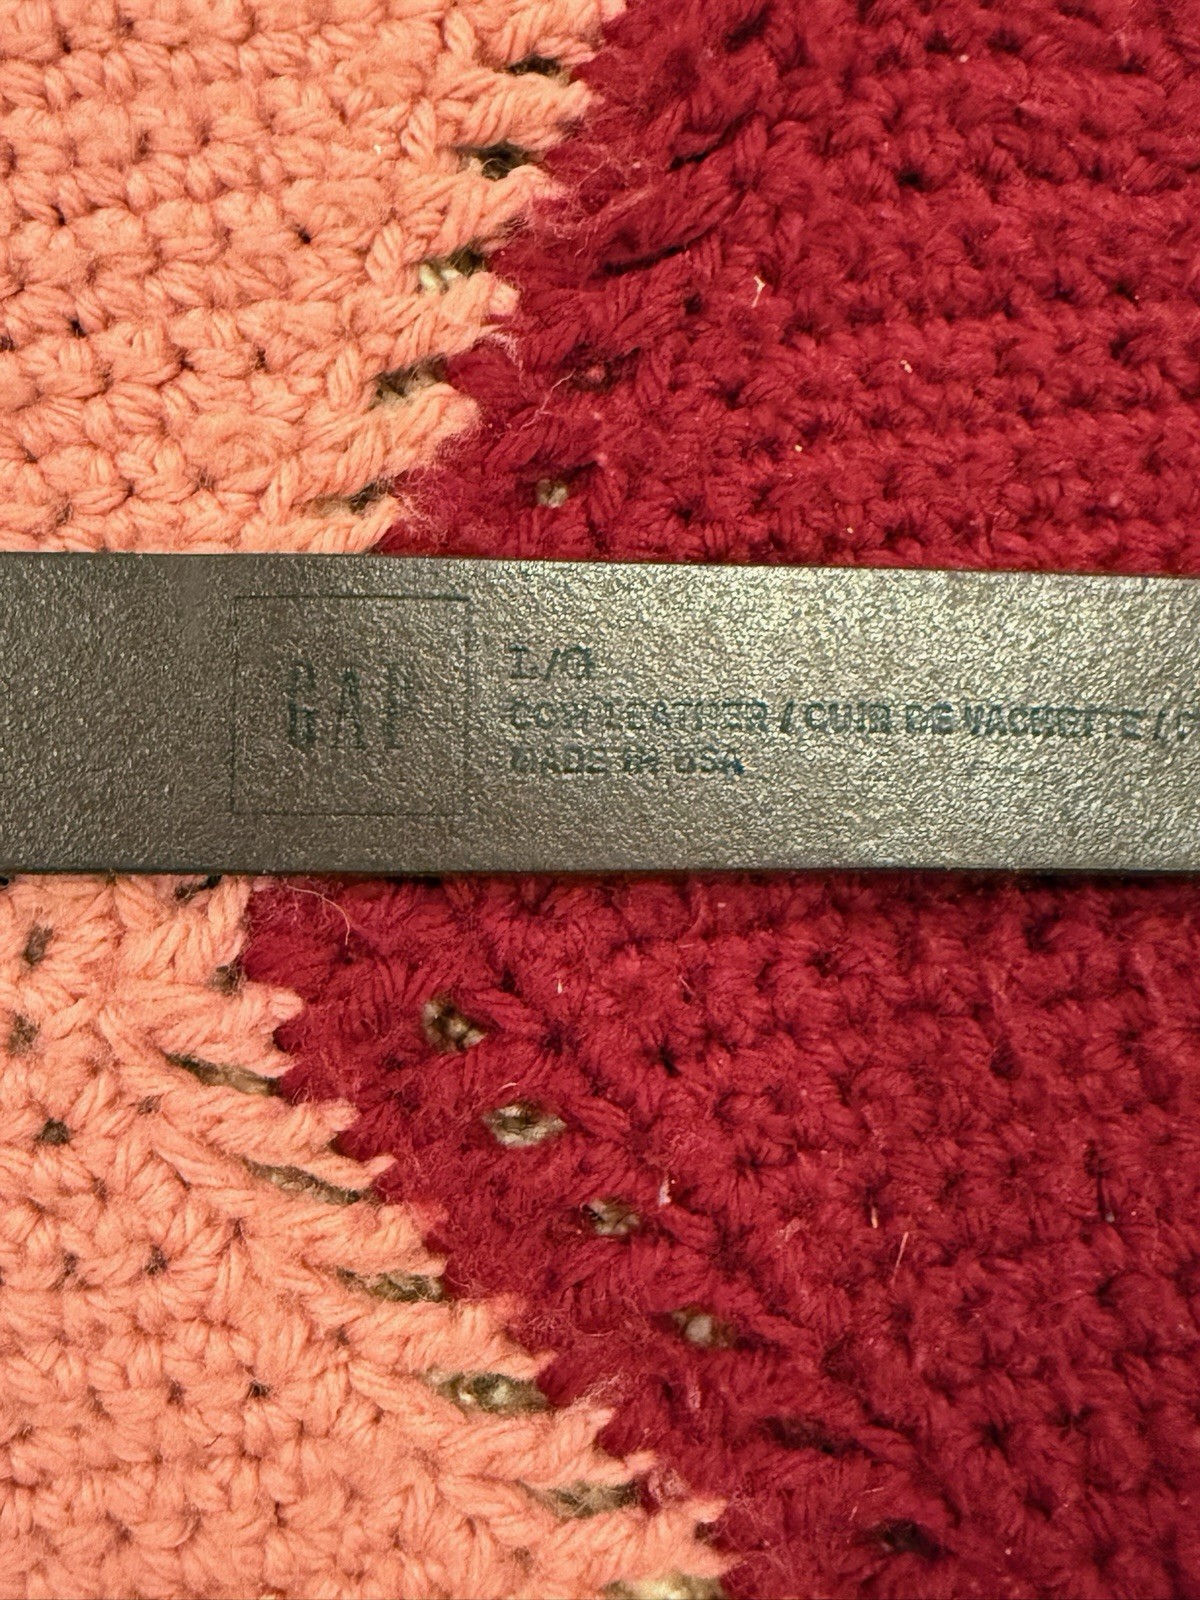 GAP
L/G
COW LEATHER / CUIR DE VACHETTE /
MADE IN USA